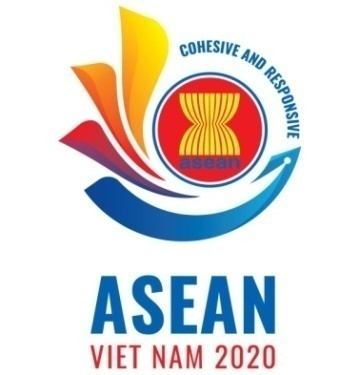 COHESIVE AND RESPONSIVE
asean
ASEAN
VIET NAM 2020